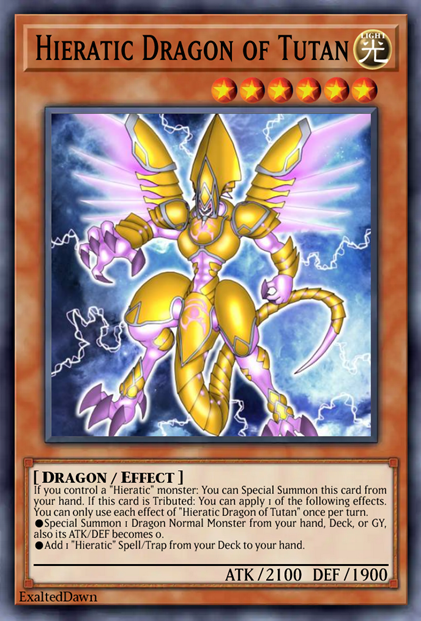 Hieratic Dragon of Tutan
LIGHT
光
[ Dragon / Effect ]
If you control a "Hieratic" monster: You can Special Summon this card from
your hand. If this card is Tributed: You can apply 1 of the following effects.
You can only use each effect of "Hieratic Dragon of Tutan" once per turn.
●Special Summon 1 Dragon Normal Monster from your hand, Deck, or GY,
also its ATK/DEF becomes 0.
●Add 1 "Hieratic" Spell/Trap from your Deck to your hand.
ATK/2100 DEF/1900
ExaltedDawn